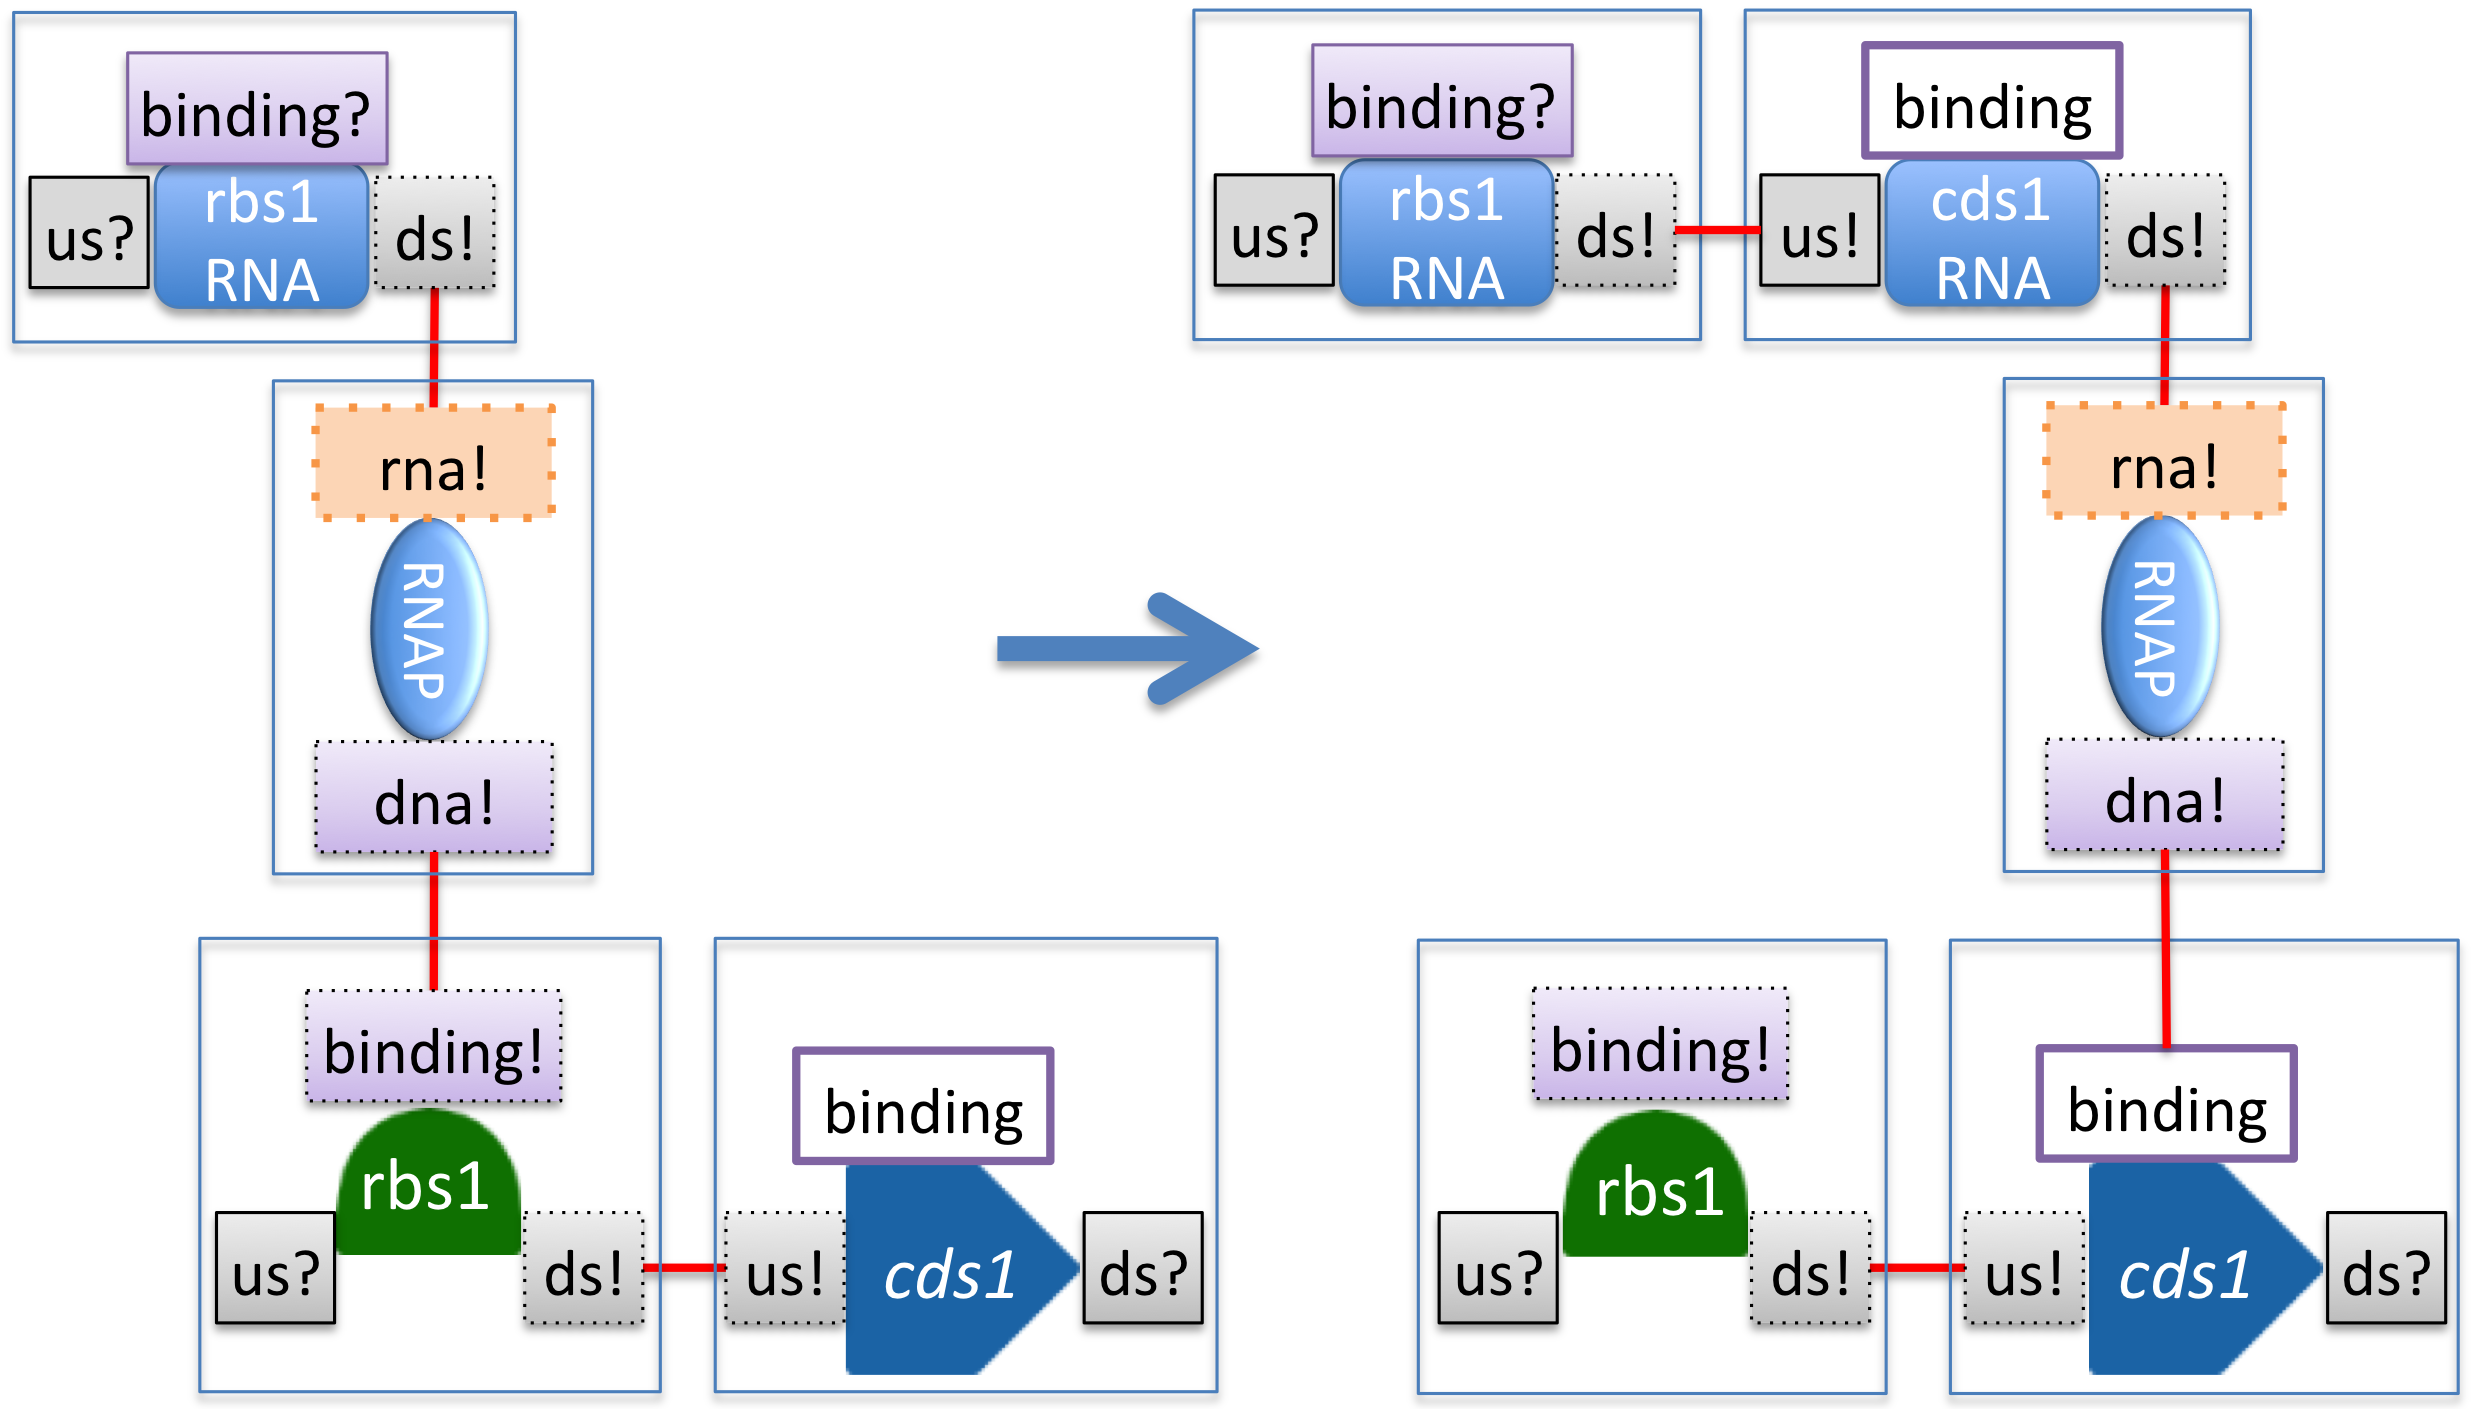 binding?
us?
rbs1
RNA
ds!
rna!
RNAP
dna!
binding!
us?
rbs1
ds!
binding
us!
cds1
ds?
binding?
us?
rbs1
RNA
ds!
binding
us!
cds1
RNA
ds!
rna!
RNAP
dna!
binding!
us?
rbs1
ds!
binding
us!
cds1
ds?